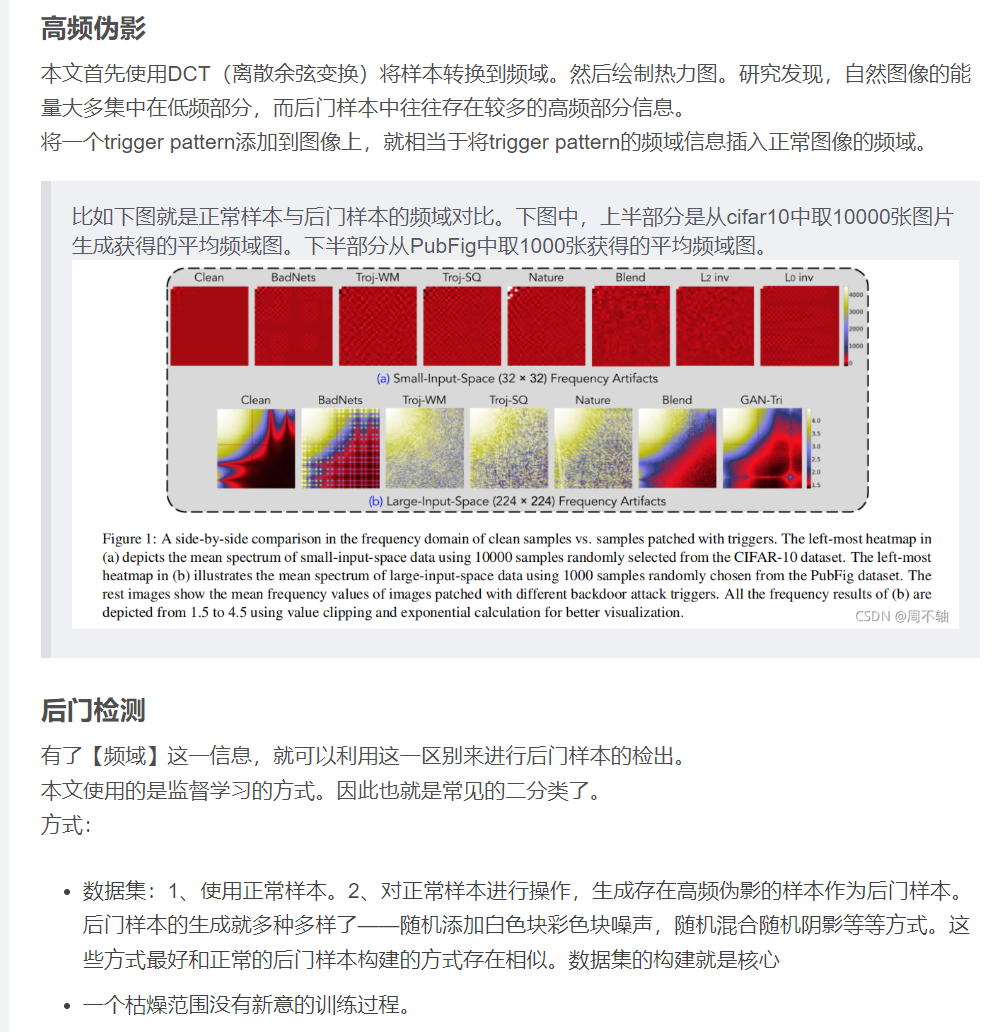 高频伪影
本文首先使用DCT（离散余弦变换）将样本转换到频域。然后绘制热力图。研究发现，自然图像的能
量大多集中在低频部分，而后门样本中往往存在较多的高频部分信息。
将一个trigger pattern添加到图像上，就相当于将trigger pattern的频域信息插入正常图像的频域。
比如下图就是正常样本与后门样本的频域对比。下图中，上半部分是从cifar10中取10000张图片
生成获得的平均频域图。下半部分从PubFig中取1000张获得的平均频域图。
Clean BadNets Troj-WM Troj-SQ Nature Blend L2 inv L0 inv
4000
3000
2000
1000
0
(a) Small-Input-Space (32 × 32) Frequency Artifacts
Clean BadNets Troj-WM Troj-SQ Nature Blend GAN-Tri
4.0
3.5
3.0
2.5
2.0
1.5
(b) Large-Input-Space (224 × 224) Frequency Artifacts
Figure 1: A side-by-side comparison in the frequency domain of clean samples vs. samples patched with triggers. The left-most heatmap in
(a) depicts the mean spectrum of small-input-space data using 10000 samples randomly selected from the CIFAR-10 dataset. The left-most
heatmap in (b) illustrates the mean spectrum of large-input-space data using 1000 samples randomly chosen from the PubFig dataset. The
rest images show the mean frequency values of images patched with different backdoor attack triggers. All the frequency results of (b) are
depicted from 1.5 to 4.5 using value clipping and exponential calculation for better visualization.
CSDN @周不轴
后门检测
有了【频域】这一信息，就可以利用这一区别来进行后门样本的检出。
本文使用的是监督学习的方式。因此也就是常见的二分类了。
方式：
• 数据集：1、使用正常样本。2、对正常样本进行操作，生成存在高频伪影的样本作为后门样本。
后门样本的生成就多种多样了——随机添加白色块彩色块噪声，随机混合随机阴影等等方式。这
些方式最好和正常的后门样本构建的方式存在相似。数据集的构建就是核心
• 一个枯燥范围没有新意的训练过程。